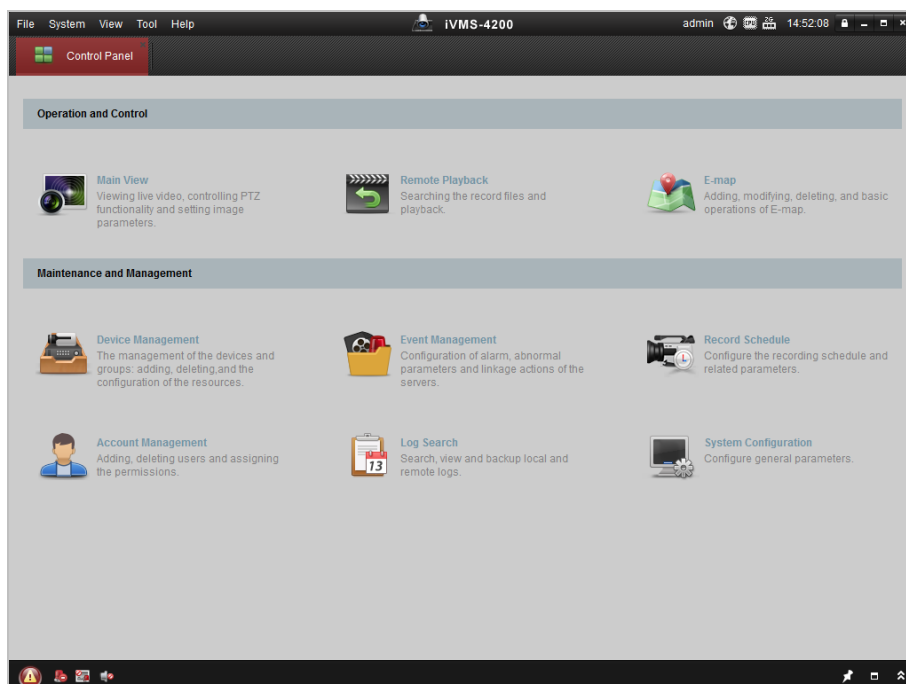 File System View Tool Help iVMS-4200 admin 14:52:08
Control Panel
Operation and Control
Main View
Viewing live video, controlling PTZ
functionality and setting image
parameters.
Remote Playback
Searching the record files and
playback.
E-map
Adding, modifying, deleting, and basic
operations of E-map.
Maintenance and Management
Device Management
The management of the devices and
groups: adding, deleting,and the
configuration of the resources.
Event Management
Configuration of alarm, abnormal
parameters and linkage actions of the
servers.
Record Schedule
Configure the recording schedule and
related parameters.
Account Management
Adding, deleting users and assigning
the permissions.
13
Log Search
Search, view and backup local and
remote logs.
System Configuration
Configure general parameters.